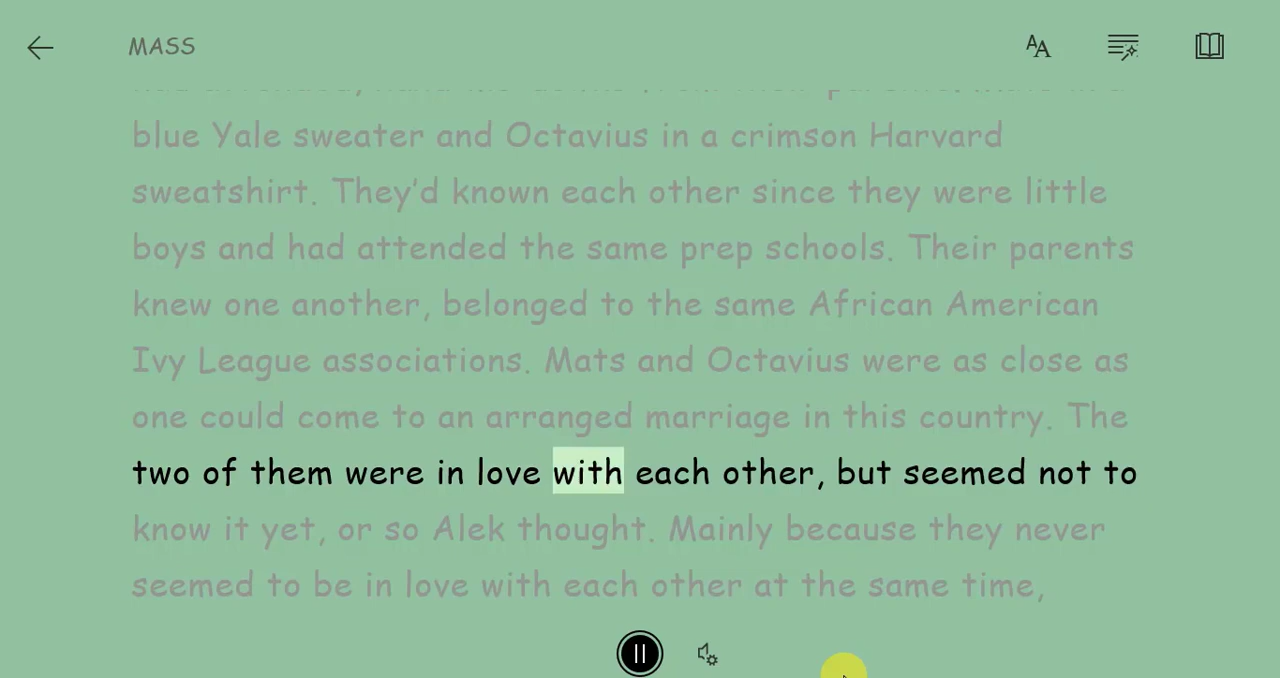 MASS
blue Yale sweater and Octavius in a crimson Harvard
sweatshirt. They'd known each other since they were little
boys and had attended the same prep schools. Their parents
knew one another, belonged to the same African American
Ivy League associations. Mats and Octavius were as close as
one could come to an arranged marriage in this country. The
two of them were in love with each other, but seemed not to
know it yet, or so Alek thought. Mainly because they never
seemed to be in love with each other at the same time,